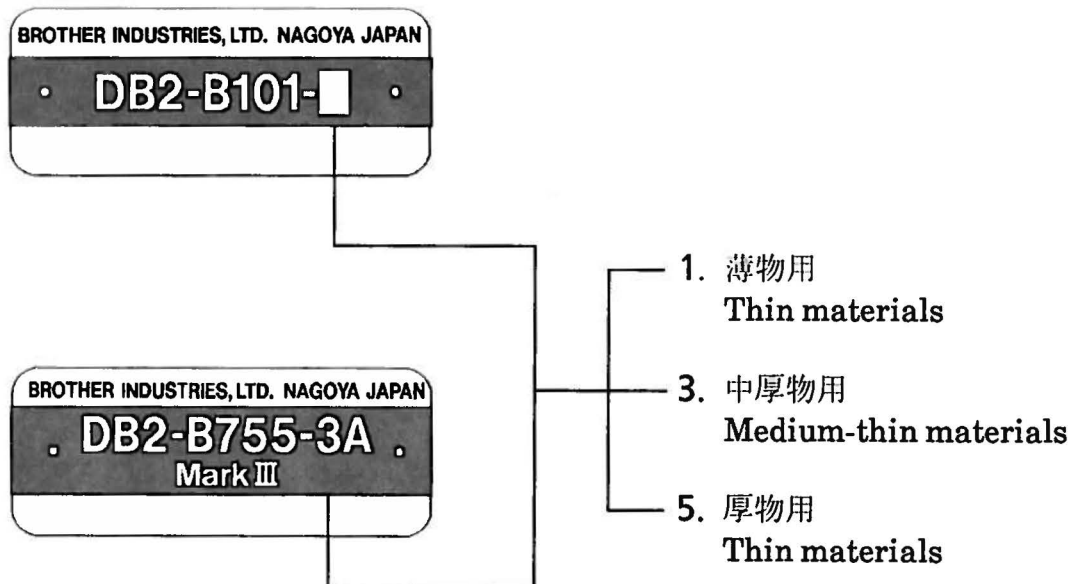 BROTHER INDUSTRIES, LTD. NAGOYA JAPAN
DB2-B101-
BROTHER INDUSTRIES, LTD. NAGOYA JAPAN
DB2-B755-3A
Mark Ⅲ
1. 薄物用
Thin materials
3. 中厚物用
Medium-thin materials
5. 厚物用
Thin materials